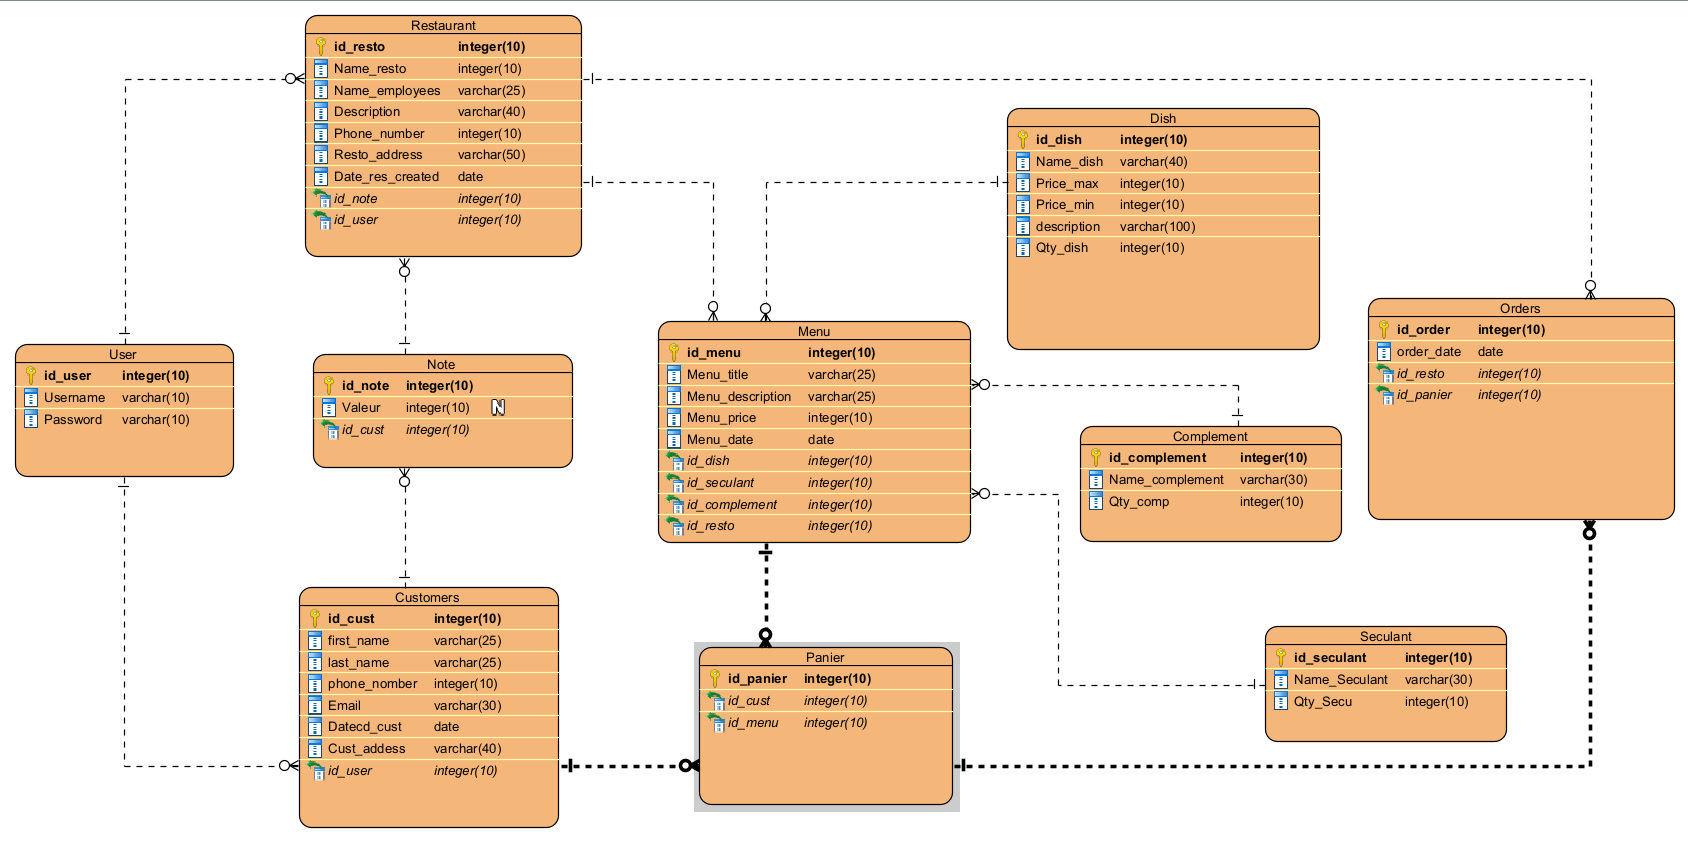 Restaurant
id_resto integer(10)
Name_resto integer(10)
Name_employees varchar(25)
Description varchar(40)
Phone_number integer(10)
Resto_address varchar(50)
Date_res_created date
id_note integer(10)
id_user integer(10)
Dish
id_dish integer(10)
Name_dish varchar(40)
Price_max integer(10)
Price_min integer(10)
description varchar(100)
Qty_dish integer(10)
Orders
id_order integer(10)
order_date date
id_resto integer(10)
id_panier integer(10)
Menu
id_menu integer(10)
Menu_title varchar(25)
Menu_description varchar(25)
Menu_price integer(10)
Menu_date date
id_dish integer(10)
id_seculant integer(10)
id_complement integer(10)
id_resto integer(10)
User
id_user integer(10)
Username varchar(10)
Password varchar(10)
Note
id_note integer(10)
Valeur integer(10) N
id_cust integer(10)
Complement
id_complement integer(10)
Name_complement varchar(30)
Qty_comp integer(10)
Customers
id_cust integer(10)
first_name varchar(25)
last_name varchar(25)
phone_nomber integer(10)
Email varchar(30)
Datecd_cust date
Cust_addess varchar(40)
id_user integer(10)
Panier
id_panier integer(10)
id_cust integer(10)
id_menu integer(10)
Seculant
id_seculant integer(10)
Name_Seculant varchar(30)
Qty_Secu integer(10)